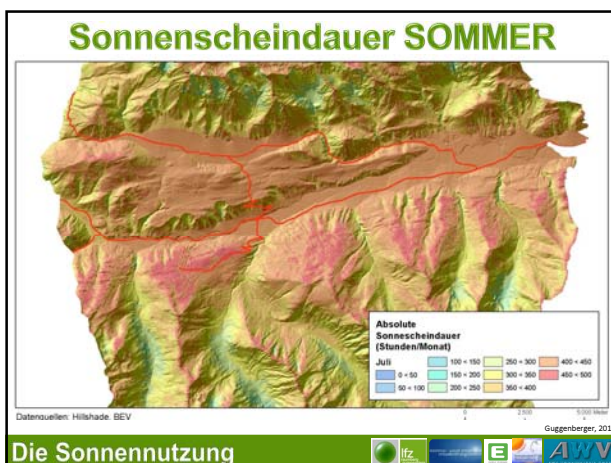 Sonnenscheindauer SOMMER
Absolute
Sonnescheindauer
(Stunden/Monat)
Juli
0 < 50
50 < 100
100 < 150
150 < 200
200 < 250
250 < 300
300 < 350
350 < 400
400 < 450
450 < 500
Datenquellen: Hillshade, BEV
0 2.500 5.000 Meter
Guggenberger, 201
Die Sonnennutzung
lfz
E
AWV